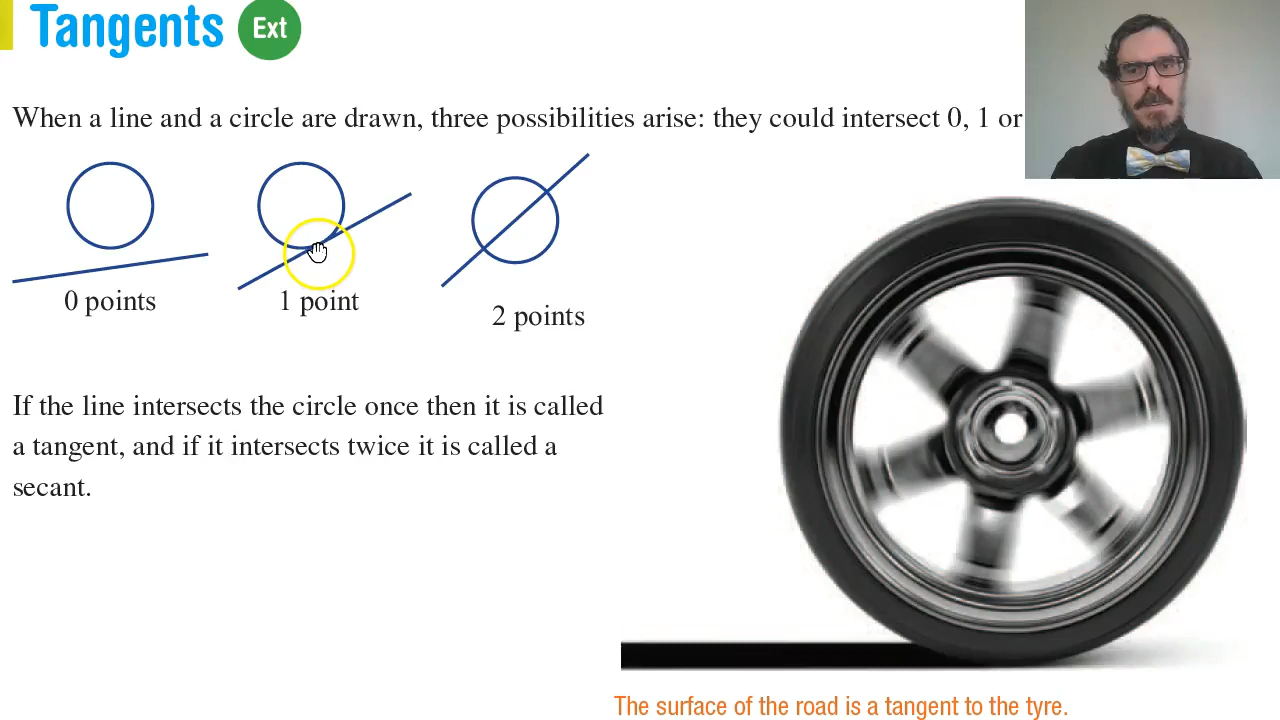 Tangents Ext
When a line and a circle are drawn, three possibilities arise: they could intersect 0, 1 or
0 points
1 point
2 points
If the line intersects the circle once then it is called
a tangent, and if it intersects twice it is called a
secant.
The surface of the road is a tangent to the tyre.